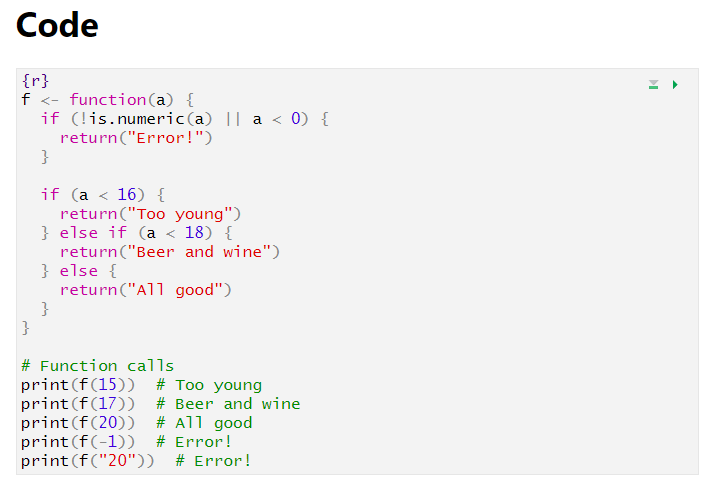 Code
{r}
f <- function(a) {
  if (!is.numeric(a) || a < 0) {
    return("Error!")
  }

  if (a < 16) {
    return("Too young")
  } else if (a < 18) {
    return("Beer and wine")
  } else {
    return("All good")
  }
}

# Function calls
print(f(15))  # Too young
print(f(17))  # Beer and wine
print(f(20))  # All good
print(f(-1))  # Error!
print(f("20"))  # Error!